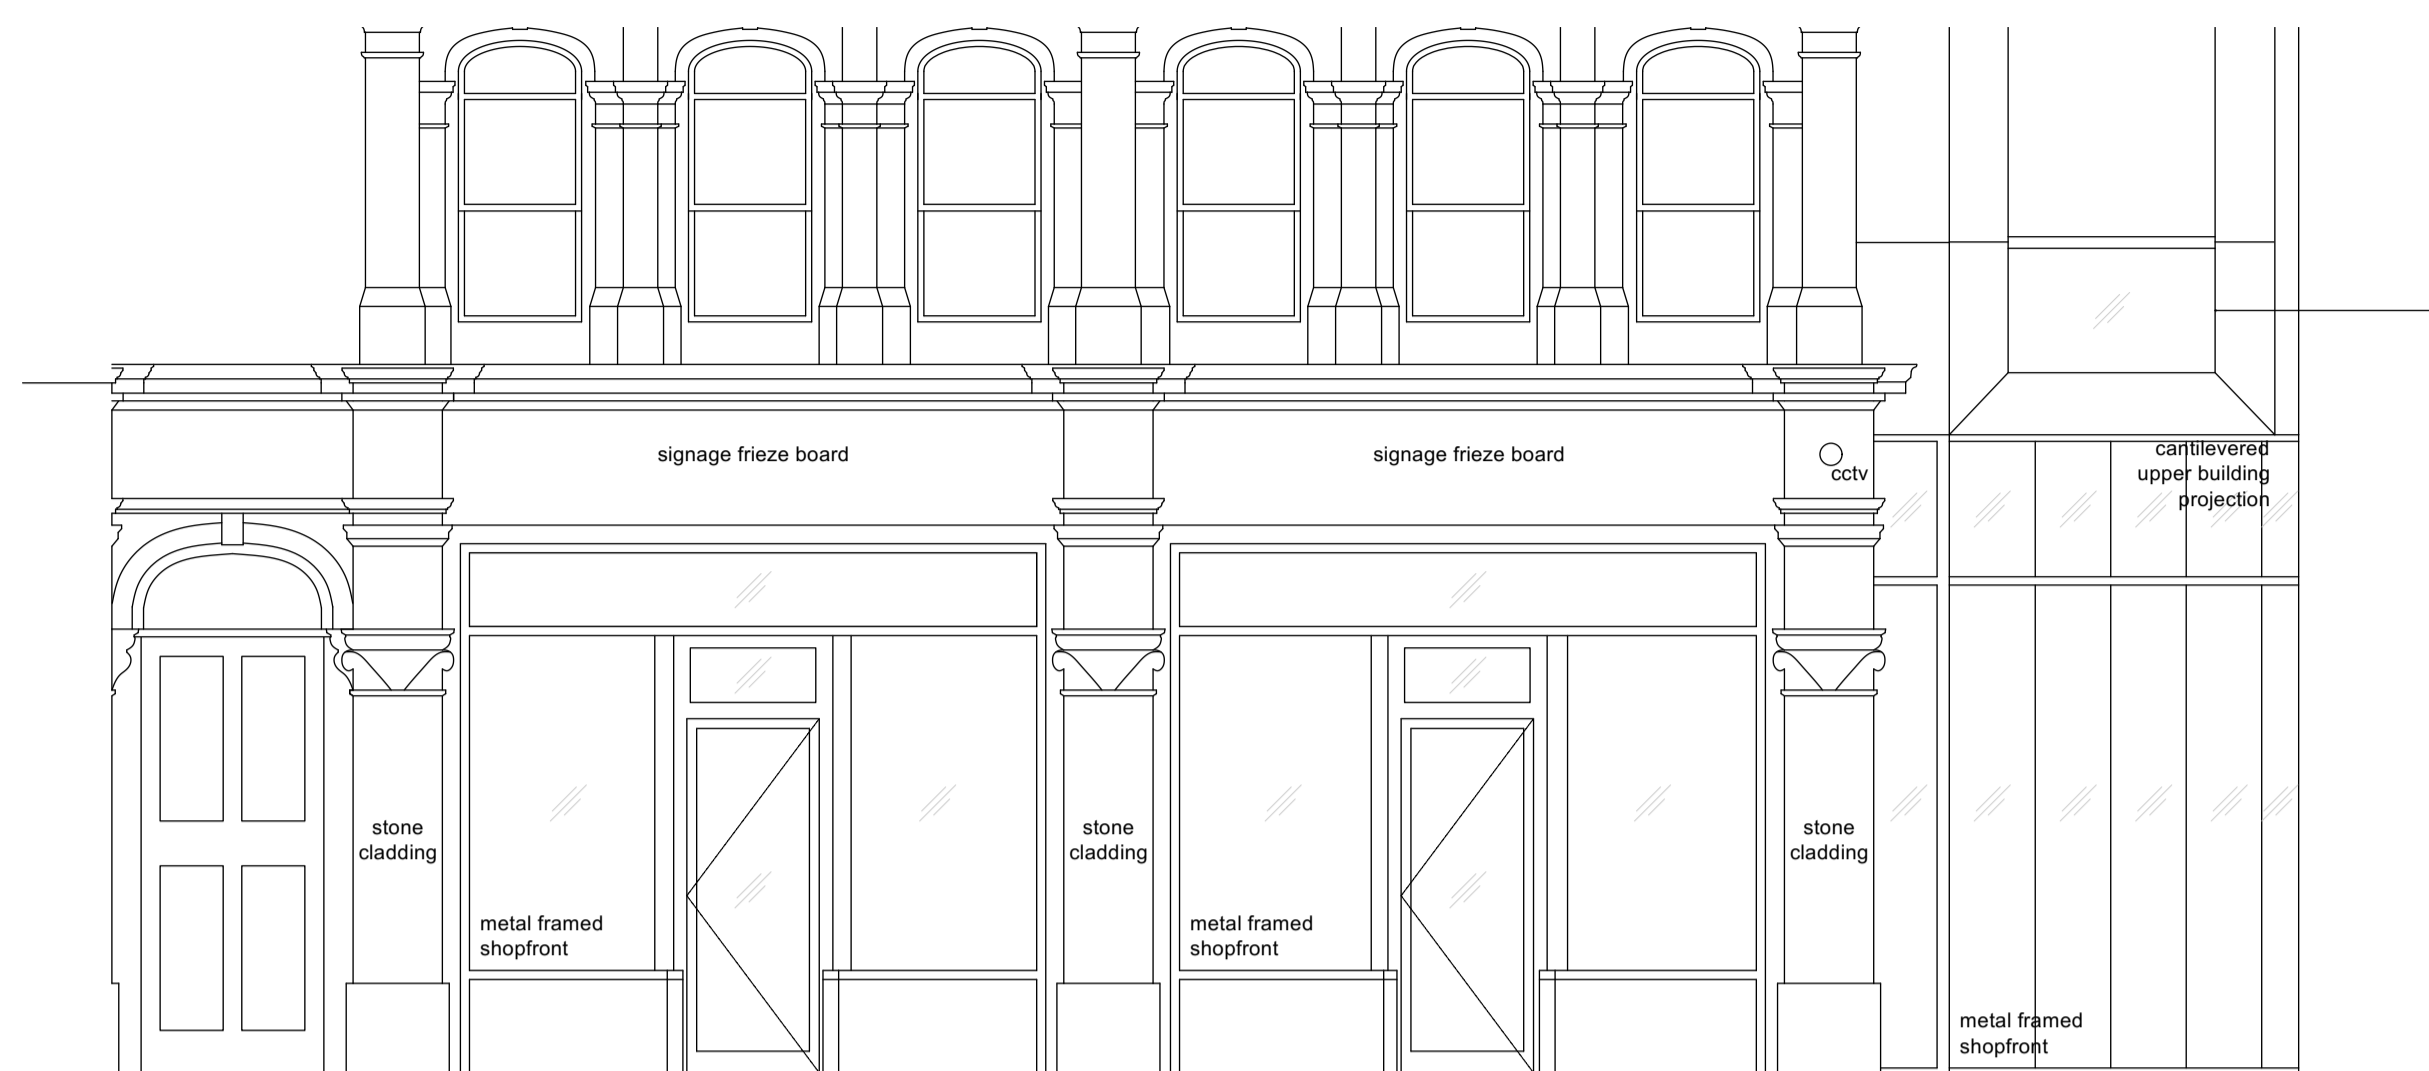 signage frieze board
signage frieze board
cctv
cantilevered
upper building
projection
stone
cladding
stone
cladding
stone
cladding
metal framed
shopfront
metal framed
shopfront
metal framed
shopfront